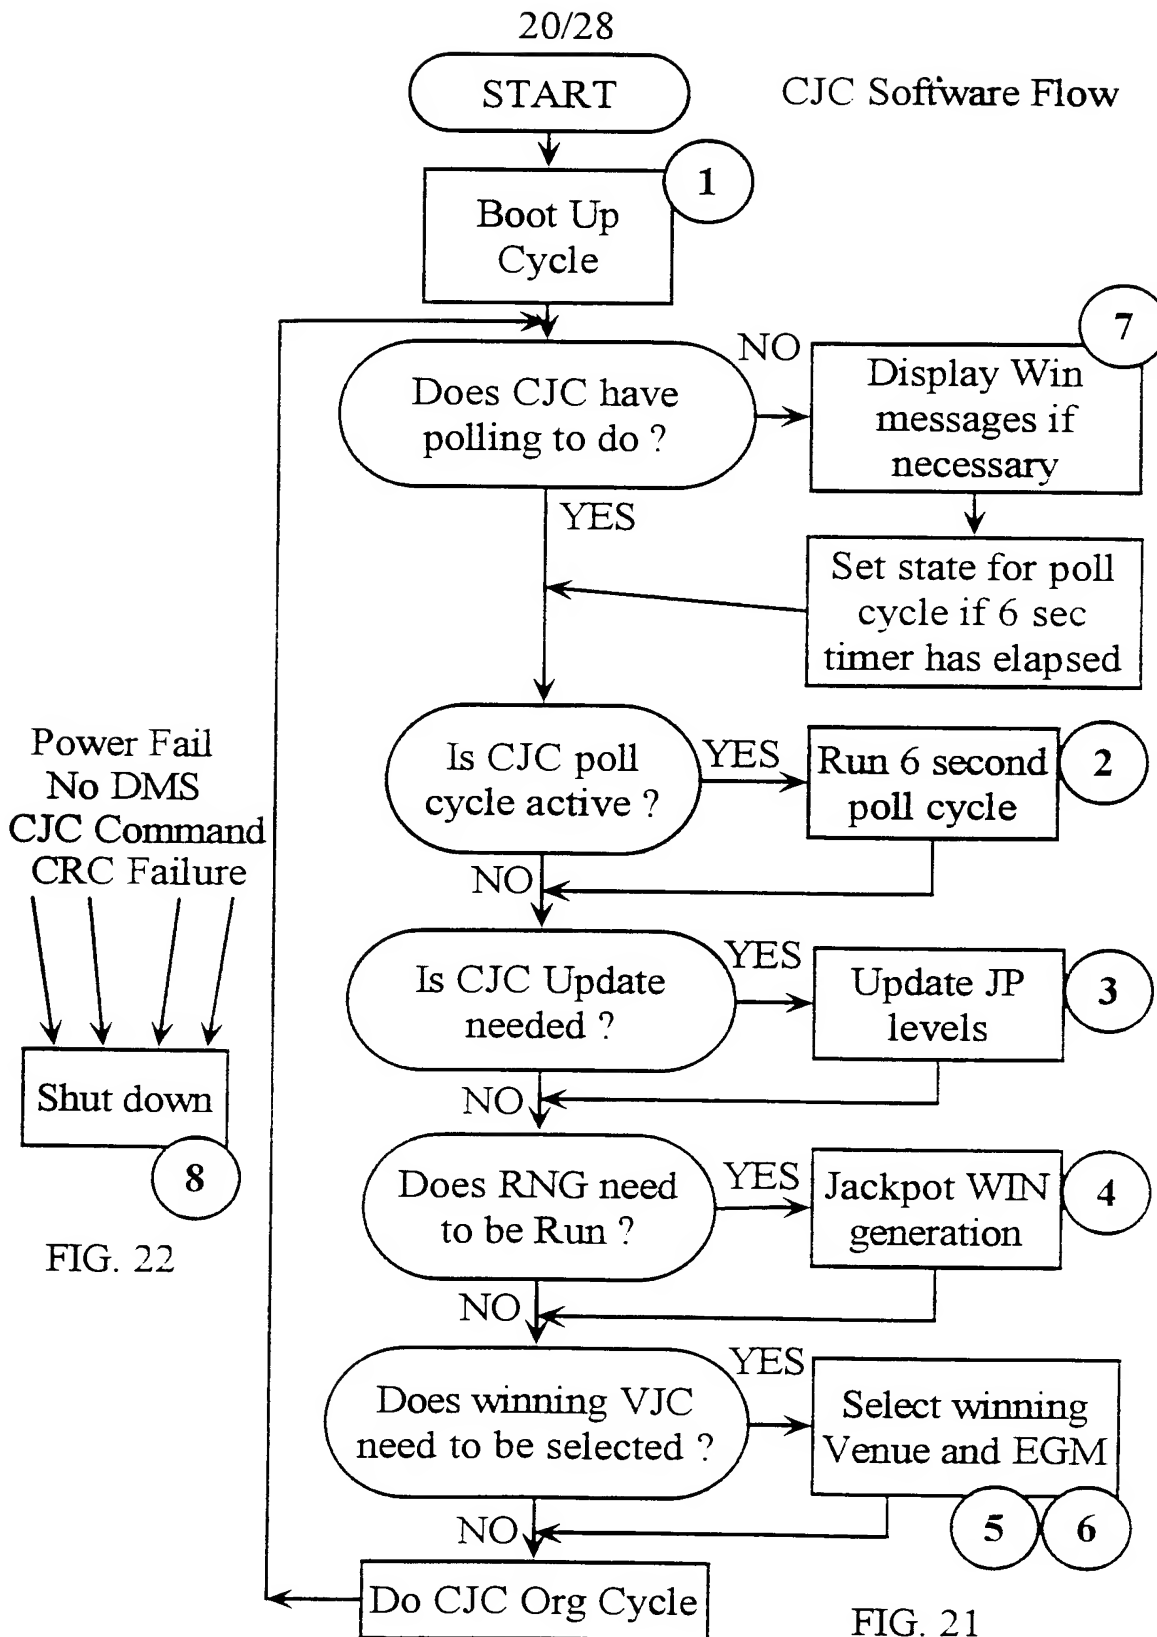 20/28
START
CJC Software Flow
1
Boot Up
Cycle
7
NO
Does CJC have
polling to do ?
Display Win
messages if
necessary
YES
Set state for poll
cycle if 6 sec
timer has elapsed
Power Fail
No DMS
CJC Command
CRC Failure
Is CJC poll
cycle active ?
YES
Run 6 second
poll cycle
2
NO
Is CJC Update
needed ?
YES
Update JP
levels
3
NO
Shut down
8
FIG. 22
Does RNG need
to be Run ?
YES
Jackpot WIN
generation
4
NO
Does winning VJC
need to be selected ?
YES
Select winning
Venue and EGM
5
6
NO
Do CJC Org Cycle
FIG. 21